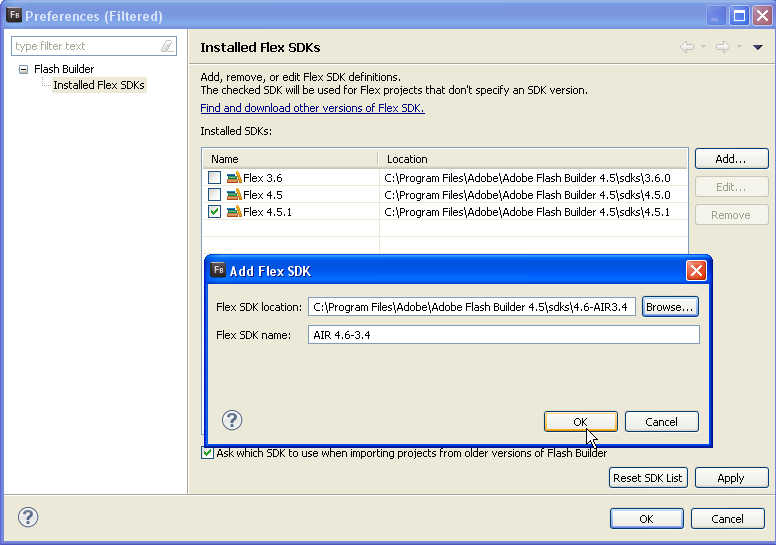 FB Preferences (Filtered)
type filter text
Flash Builder
Installed Flex SDKs
Installed Flex SDKs
Add, remove, or edit Flex SDK definitions.
The checked SDK will be used for Flex projects that don't specify an SDK version.
Find and download other versions of Flex SDK.
Installed SDKs:
Name Location
Flex 3.6 C:\Program Files\Adobe\Adobe Flash Builder 4.5\sdks\3.6.0
Flex 4.5 C:\Program Files\Adobe\Adobe Flash Builder 4.5\sdks\4.5.0
Flex 4.5.1 C:\Program Files\Adobe\Adobe Flash Builder 4.5\sdks\4.5.1
Add...
Edit...
Remove
FB Add Flex SDK
Flex SDK location: C:\Program Files\Adobe\Adobe Flash Builder 4.5\sdks\4.6-AIR3.4 Browse...
Flex SDK name: AIR 4.6-3.4
? OK Cancel
Ask which SDK to use when importing projects from older versions of Flash Builder
Reset SDK List Apply
? OK Cancel